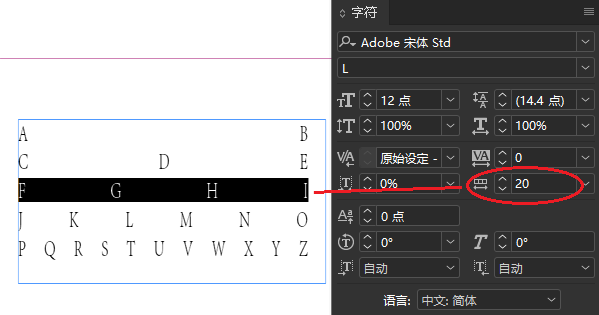 字符
Adobe 宋体 Std
L
12 点 (14.4 点)
100% 100%
原始设定 - 0
0% 20
0 点
0° 0°
自动 自动
语言: 中文: 简体
A B
C D E
F G H I
J K L M N O
P Q R S T U V W X Y Z